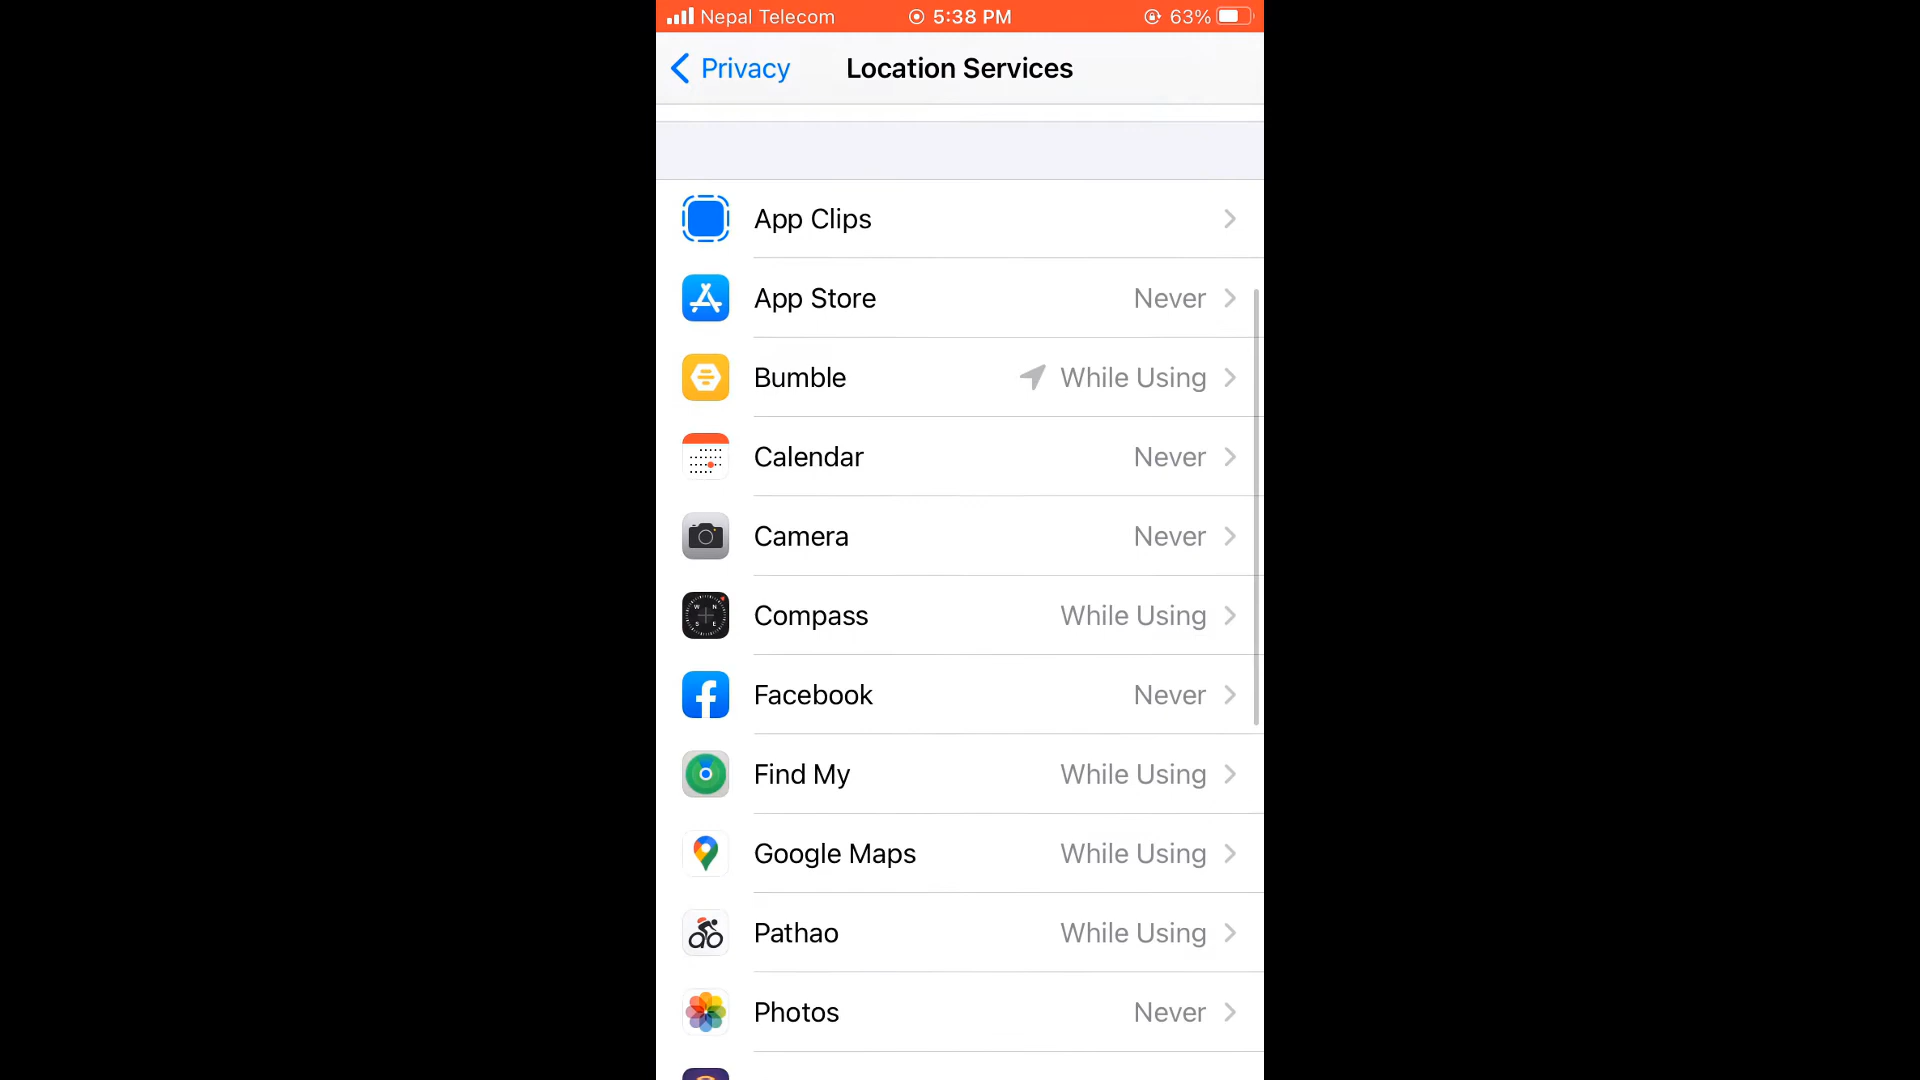 Nepal Telecom 5:38 PM 63%
Privacy Location Services
App Clips
App Store Never
Bumble While Using
Calendar Never
Camera Never
Compass While Using
Facebook Never
Find My While Using
Google Maps While Using
Pathao While Using
Photos Never